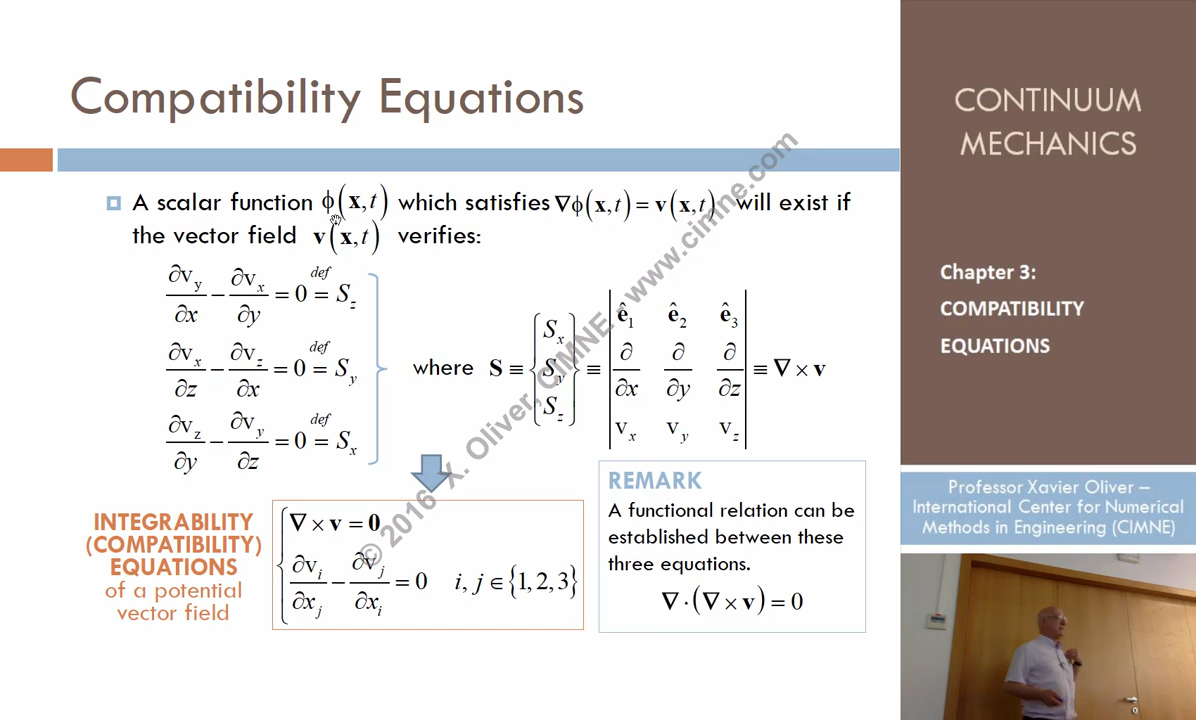 Compatibility Equations
A scalar function ϕ(x,t) which satisfies ∇ϕ(x,t) = v(x,t) will exist if
the vector field v(x,t) verifies:
∂v_y/∂x − ∂v_x/∂y = 0 =^def S_z
∂v_x/∂z − ∂v_z/∂x = 0 =^def S_y
∂v_z/∂y − ∂v_y/∂z = 0 =^def S_x
where S ≡ {S_x S_y S_z} ≡ |ê_1 ê_2 ê_3; ∂/∂x ∂/∂y ∂/∂z; v_x v_y v_z| ≡ ∇ × v
INTEGRABILITY
(COMPATIBILITY)
EQUATIONS
of a potential
vector field
∇ × v = 0
∂v_i/∂x_j − ∂v_j/∂x_i = 0 i, j ∈ {1,2,3}
REMARK
A functional relation can be
established between these
three equations.
∇ · (∇ × v) = 0
© 2016 X. Oliver, CIMNE - www.cimne.com
CONTINUUM
MECHANICS
Chapter 3:
COMPATIBILITY
EQUATIONS
Professor Xavier Oliver –
International Center for Numerical
Methods in Engineering (CIMNE)